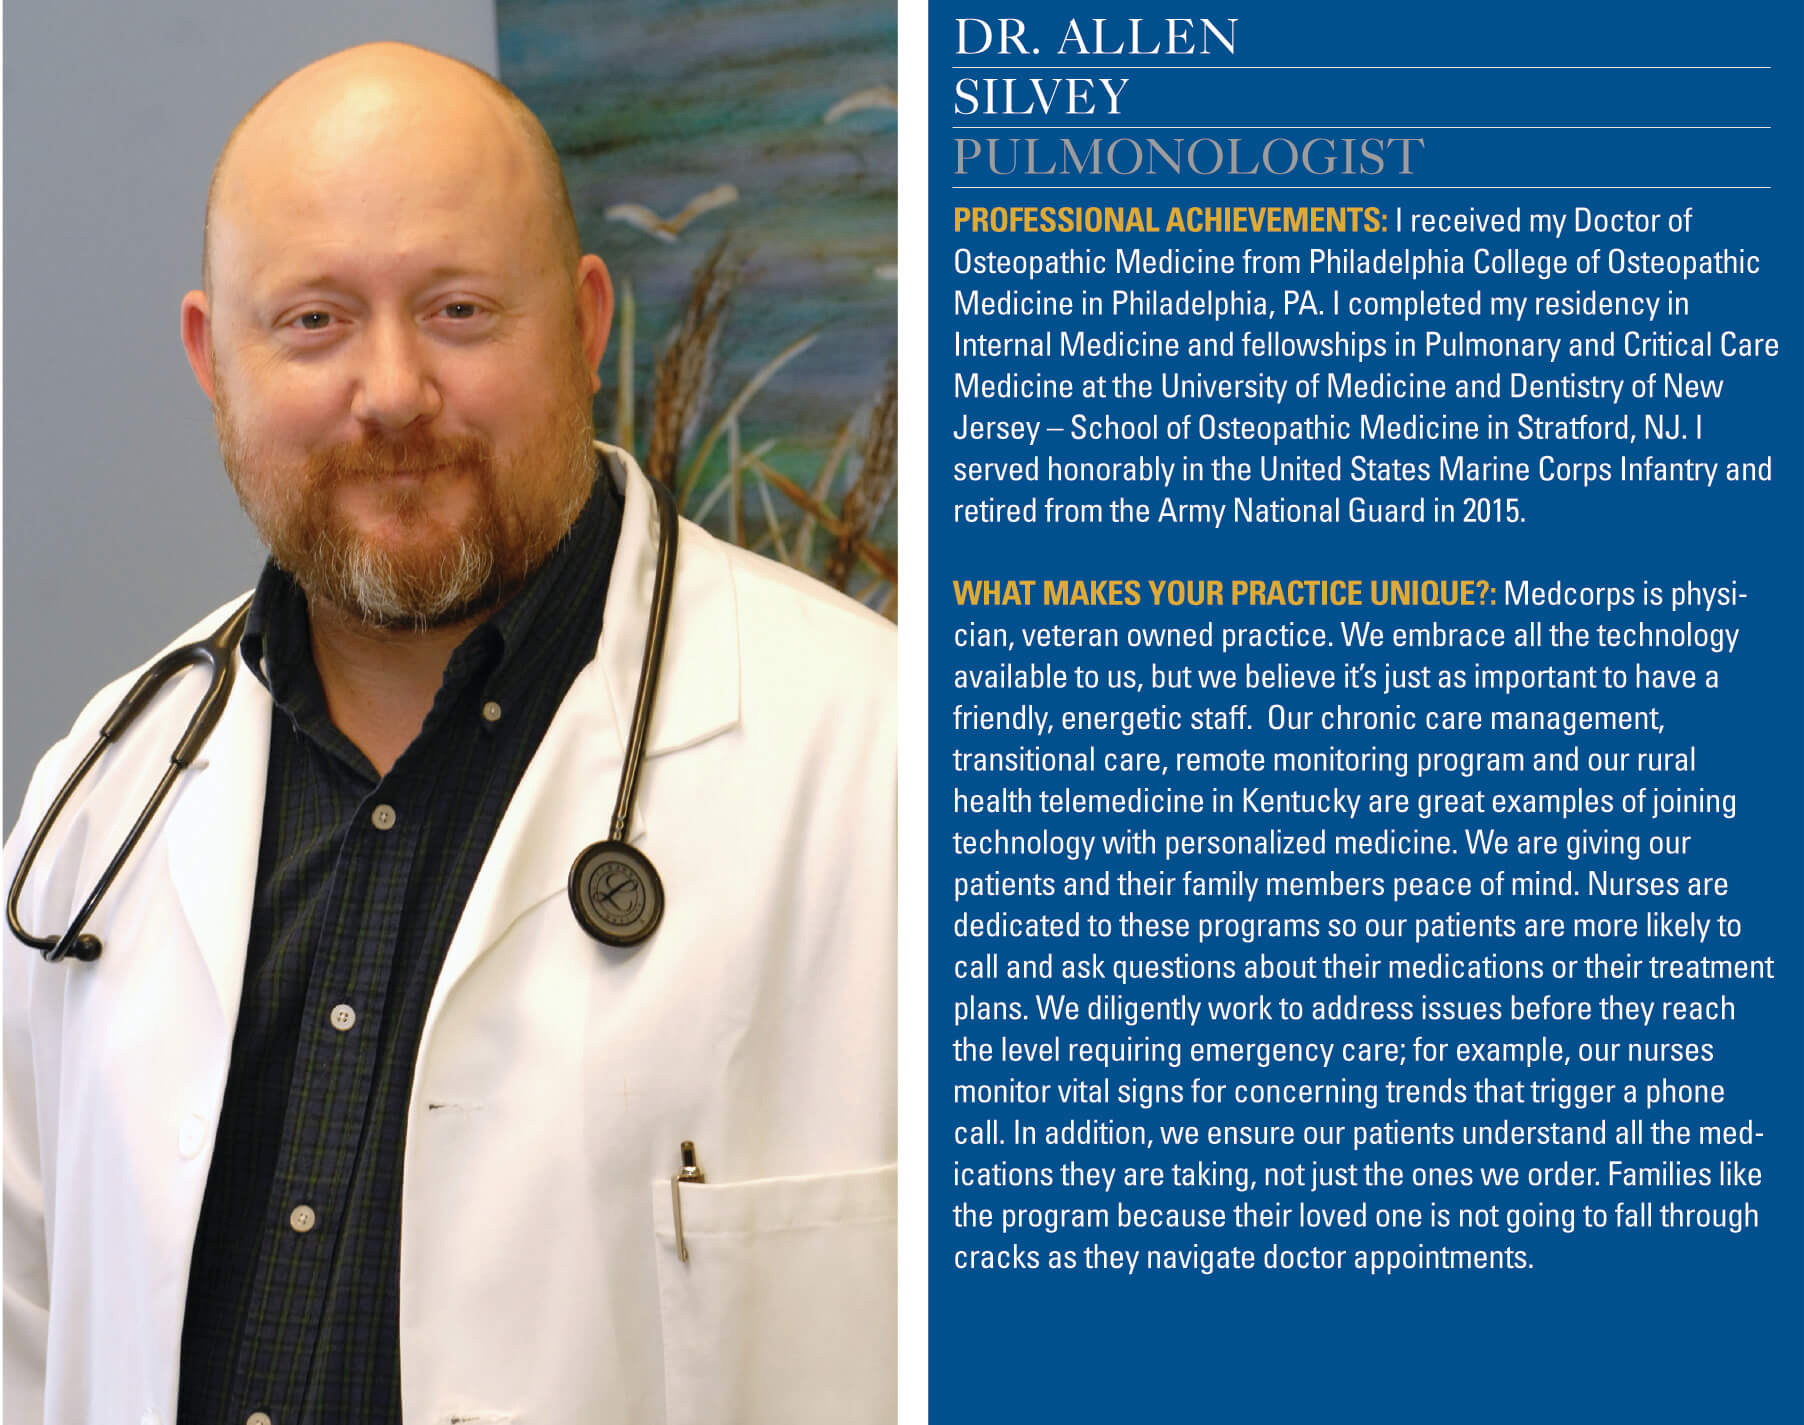 DR. ALLEN
SILVEY
PULMONOLOGIST
PROFESSIONAL ACHIEVEMENTS: I received my Doctor of
Osteopathic Medicine from Philadelphia College of Osteopathic
Medicine in Philadelphia, PA. I completed my residency in
Internal Medicine and fellowships in Pulmonary and Critical Care
Medicine at the University of Medicine and Dentistry of New
Jersey – School of Osteopathic Medicine in Stratford, NJ. I
served honorably in the United States Marine Corps Infantry and
retired from the Army National Guard in 2015.
WHAT MAKES YOUR PRACTICE UNIQUE?: Medcorps is physi-
cian, veteran owned practice. We embrace all the technology
available to us, but we believe it’s just as important to have a
friendly, energetic staff.  Our chronic care management,
transitional care, remote monitoring program and our rural
health telemedicine in Kentucky are great examples of joining
technology with personalized medicine. We are giving our
patients and their family members peace of mind. Nurses are
dedicated to these programs so our patients are more likely to
call and ask questions about their medications or their treatment
plans. We diligently work to address issues before they reach
the level requiring emergency care; for example, our nurses
monitor vital signs for concerning trends that trigger a phone
call. In addition, we ensure our patients understand all the med-
ications they are taking, not just the ones we order. Families like
the program because their loved one is not going to fall through
cracks as they navigate doctor appointments.